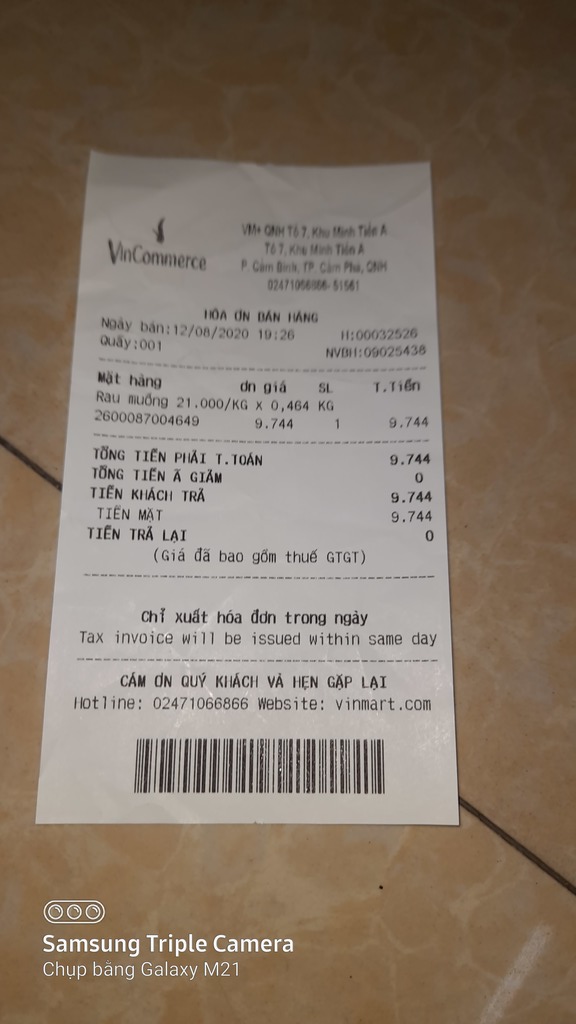 VinCommerce
VM+ QNH Tổ 7, Khu Minh Tiến A
Tổ 7, Khu Minh Tiến A
P. Cẩm Bình, TP. Cẩm Phả, QNH
02471066866-51561
HÓA ƠN BÁN HÀNG
Ngày bán:12/08/2020 19:26 H:00032526
Quầy:001 NVBH:09025438
Mặt hàng ơn giá SL T.Tiền
Rau muống 21.000/KG X 0,464 KG
2600087004649 9.744 1 9.744
TỔNG TIỀN PHẢI T.TOÁN 9.744
TỔNG TIỀN Ã GIẢM 0
TIỀN KHÁCH TRẢ 9.744
TIỀN MẶT 9.744
TIỀN TRẢ LẠI 0
(Giá đã bao gồm thuế GTGT)
Chỉ xuất hóa đơn trong ngày
Tax invoice will be issued within same day
CẢM ƠN QUÝ KHÁCH VÀ HẸN GẶP LẠI
Hotline: 02471066866 Website: vinmart.com
Samsung Triple Camera
Chụp bằng Galaxy M21